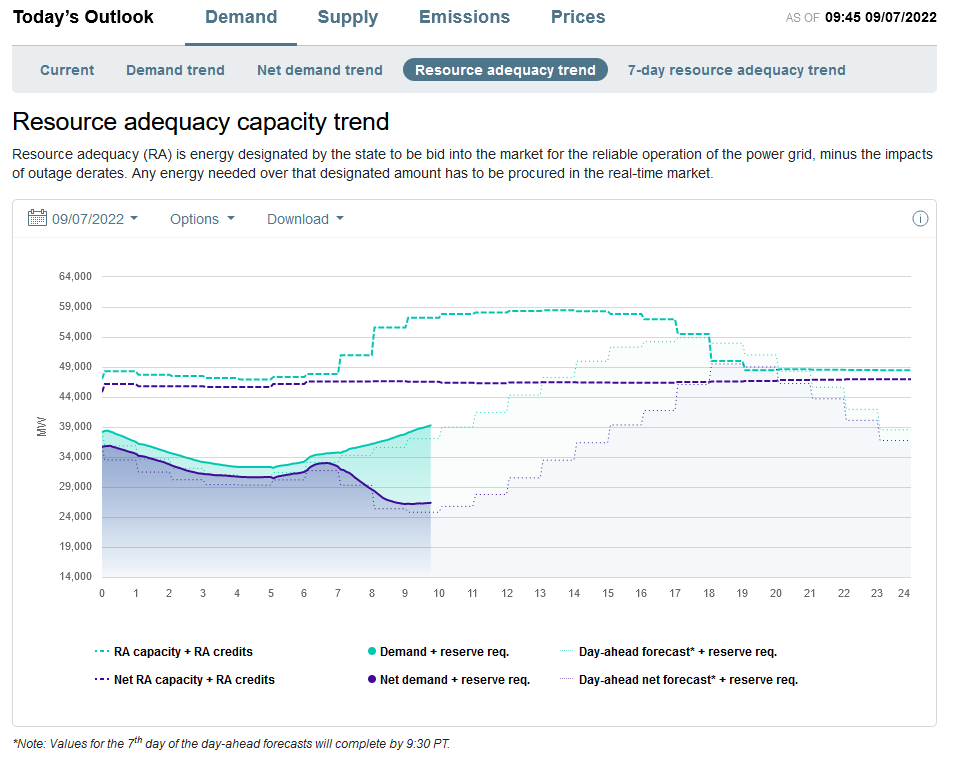 Today's Outlook Demand Supply Emissions Prices AS OF 09:45 09/07/2022
Current Demand trend Net demand trend Resource adequacy trend 7-day resource adequacy trend
Resource adequacy capacity trend
Resource adequacy (RA) is energy designated by the state to be bid into the market for the reliable operation of the power grid, minus the impacts
of outage derates. Any energy needed over that designated amount has to be procured in the real-time market.
09/07/2022 Options Download i
64,000
59,000
54,000
49,000
44,000
39,000
34,000
29,000
24,000
19,000
14,000
MW
0 1 2 3 4 5 6 7 8 9 10 11 12 13 14 15 16 17 18 19 20 21 22 23 24
RA capacity + RA credits Demand + reserve req. Day-ahead forecast* + reserve req.
Net RA capacity + RA credits Net demand + reserve req. Day-ahead net forecast* + reserve req.
*Note: Values for the 7th day of the day-ahead forecasts will complete by 9:30 PT.